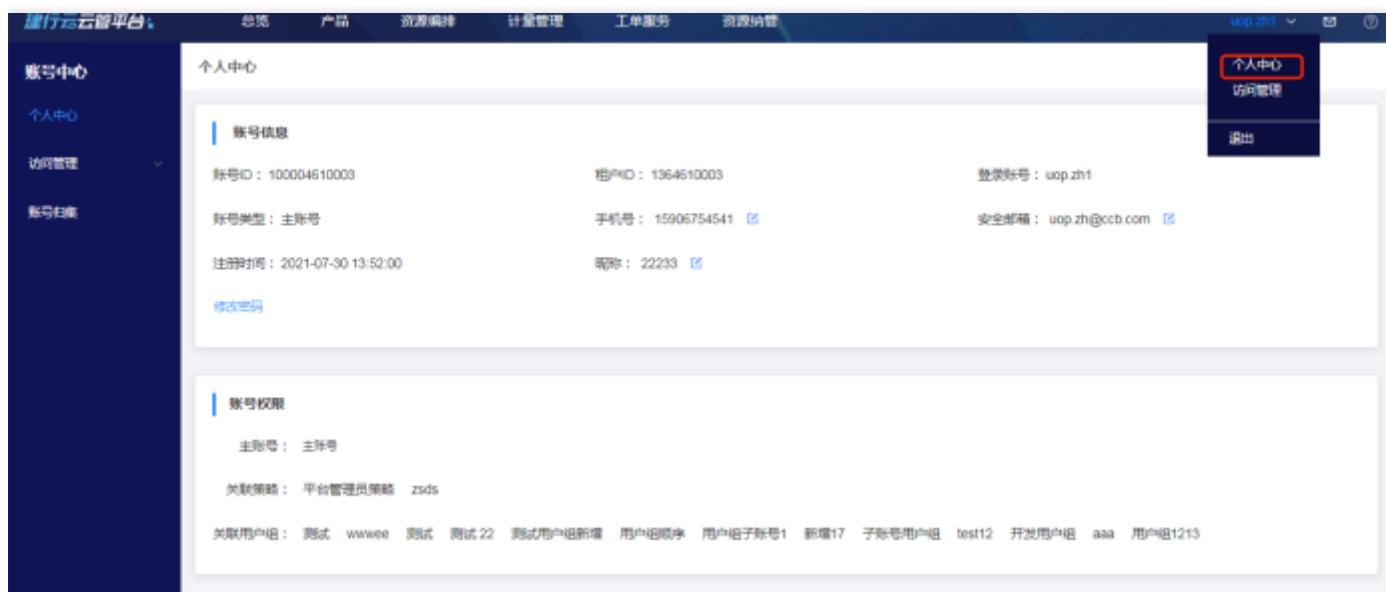 建行云云管平台 总览 产品 资源编排 计量管理 工单服务 资源纳管 uop.zh1
账号中心 个人中心 个人中心
访问管理
退出
个人中心
访问管理
账号归集
账号信息
账号ID: 100004610003 租户ID: 1364610003 登录账号: uop.zh1
账号类型: 主账号 手机号: 15906754541 安全邮箱: uop.zh@ccb.com
注册时间: 2021-07-30 13:52:00 昵称: 22233
修改密码
账号权限
主账号: 主账号
关联策略: 平台管理员策略 zsds
关联用户组: 测试 wwwee 测试 测试 22 测试用户组新增 用户组顺序 用户组子账号1 新增17 子账号用户组 test12 开发用户组 aaa 用户组1213